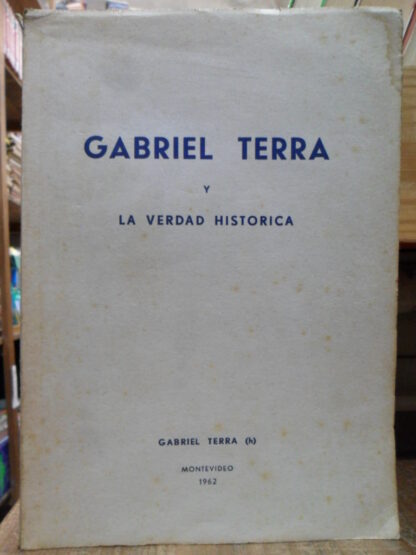 GABRIEL TERRA
Y
LA VERDAD HISTORICA
GABRIEL TERRA (h)
MONTEVIDEO
1962